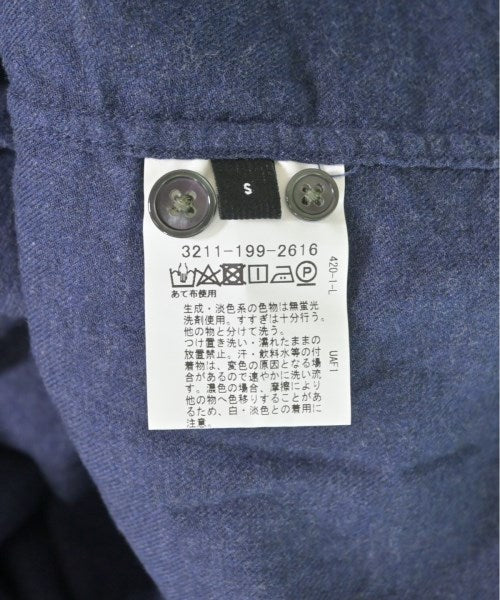 S
3211-199-2616
あて布使用
生成・淡色系の色物は無蛍光
洗剤使用。すすぎは十分行う。
他の物と分けて洗う。
つけ置き洗い・濡れたままの
放置禁止。汗・飲料水等の付
着物は、変色の原因となる場
合があるので速やかに洗い流
す。濃色の場合、摩擦により
他の物へ色移りすることがあ
るため、白・淡色との着用に
注意。
420-1-L
UAF1